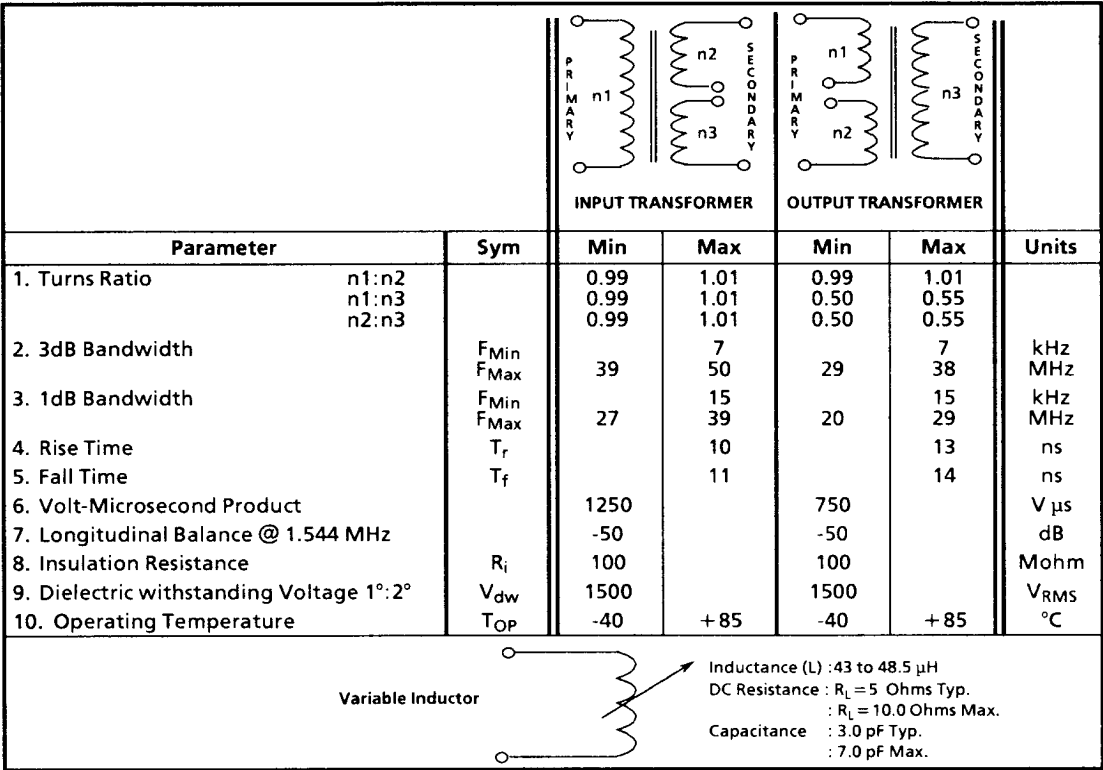 PRIMARY n1 n2 n3 SECONDARY PRIMARY n1 n2 n3 SECONDARY
INPUT TRANSFORMER OUTPUT TRANSFORMER
Parameter Sym Min Max Min Max Units
1. Turns Ratio n1:n2 0.99 1.01 0.99 1.01
n1:n3 0.99 1.01 0.50 0.55
n2:n3 0.99 1.01 0.50 0.55
2. 3dB Bandwidth FMin 7 7 kHz
FMax 39 50 29 38 MHz
3. 1dB Bandwidth FMin 15 15 kHz
FMax 27 39 20 29 MHz
4. Rise Time Tr 10 13 ns
5. Fall Time Tf 11 14 ns
6. Volt-Microsecond Product 1250 750 V µs
7. Longitudinal Balance @ 1.544 MHz -50 -50 dB
8. Insulation Resistance Ri 100 100 Mohm
9. Dielectric withstanding Voltage 1°:2° Vdw 1500 1500 VRMS
10. Operating Temperature TOP -40 +85 -40 +85 °C
Variable Inductor
Inductance (L) :43 to 48.5 µH
DC Resistance : RL=5 Ohms Typ.
: RL=10.0 Ohms Max.
Capacitance : 3.0 pF Typ.
: 7.0 pF Max.